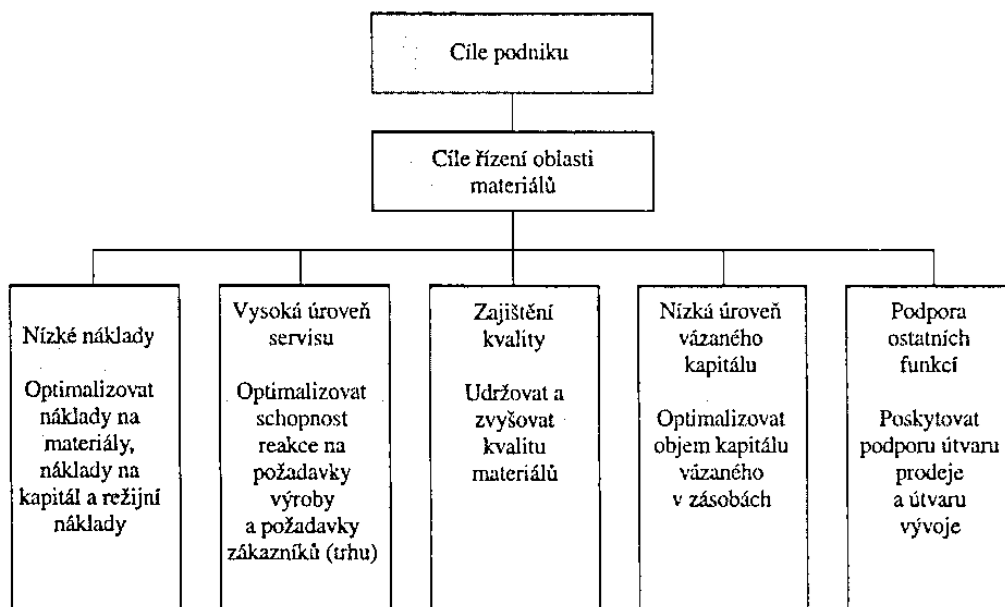 Cíle podniku
Cíle řízení oblasti
materiálů
Nízké náklady
Optimalizovat
náklady na
materiály,
náklady na
kapitál a režijní
náklady
Vysoká úroveň
servisu
Optimalizovat
schopnost
reakce na
požadavky
výroby
a požadavky
zákazníků (trhu)
Zajištění
kvality
Udržovat a
zvyšovat
kvalitu
materiálů
Nízká úroveň
vázaného
kapitálu
Optimalizovat
objem kapitálu
vázaného
v zásobách
Podpora
ostatních
funkcí
Poskytovat
podporu útvaru
prodeje
a útvaru
vývoje